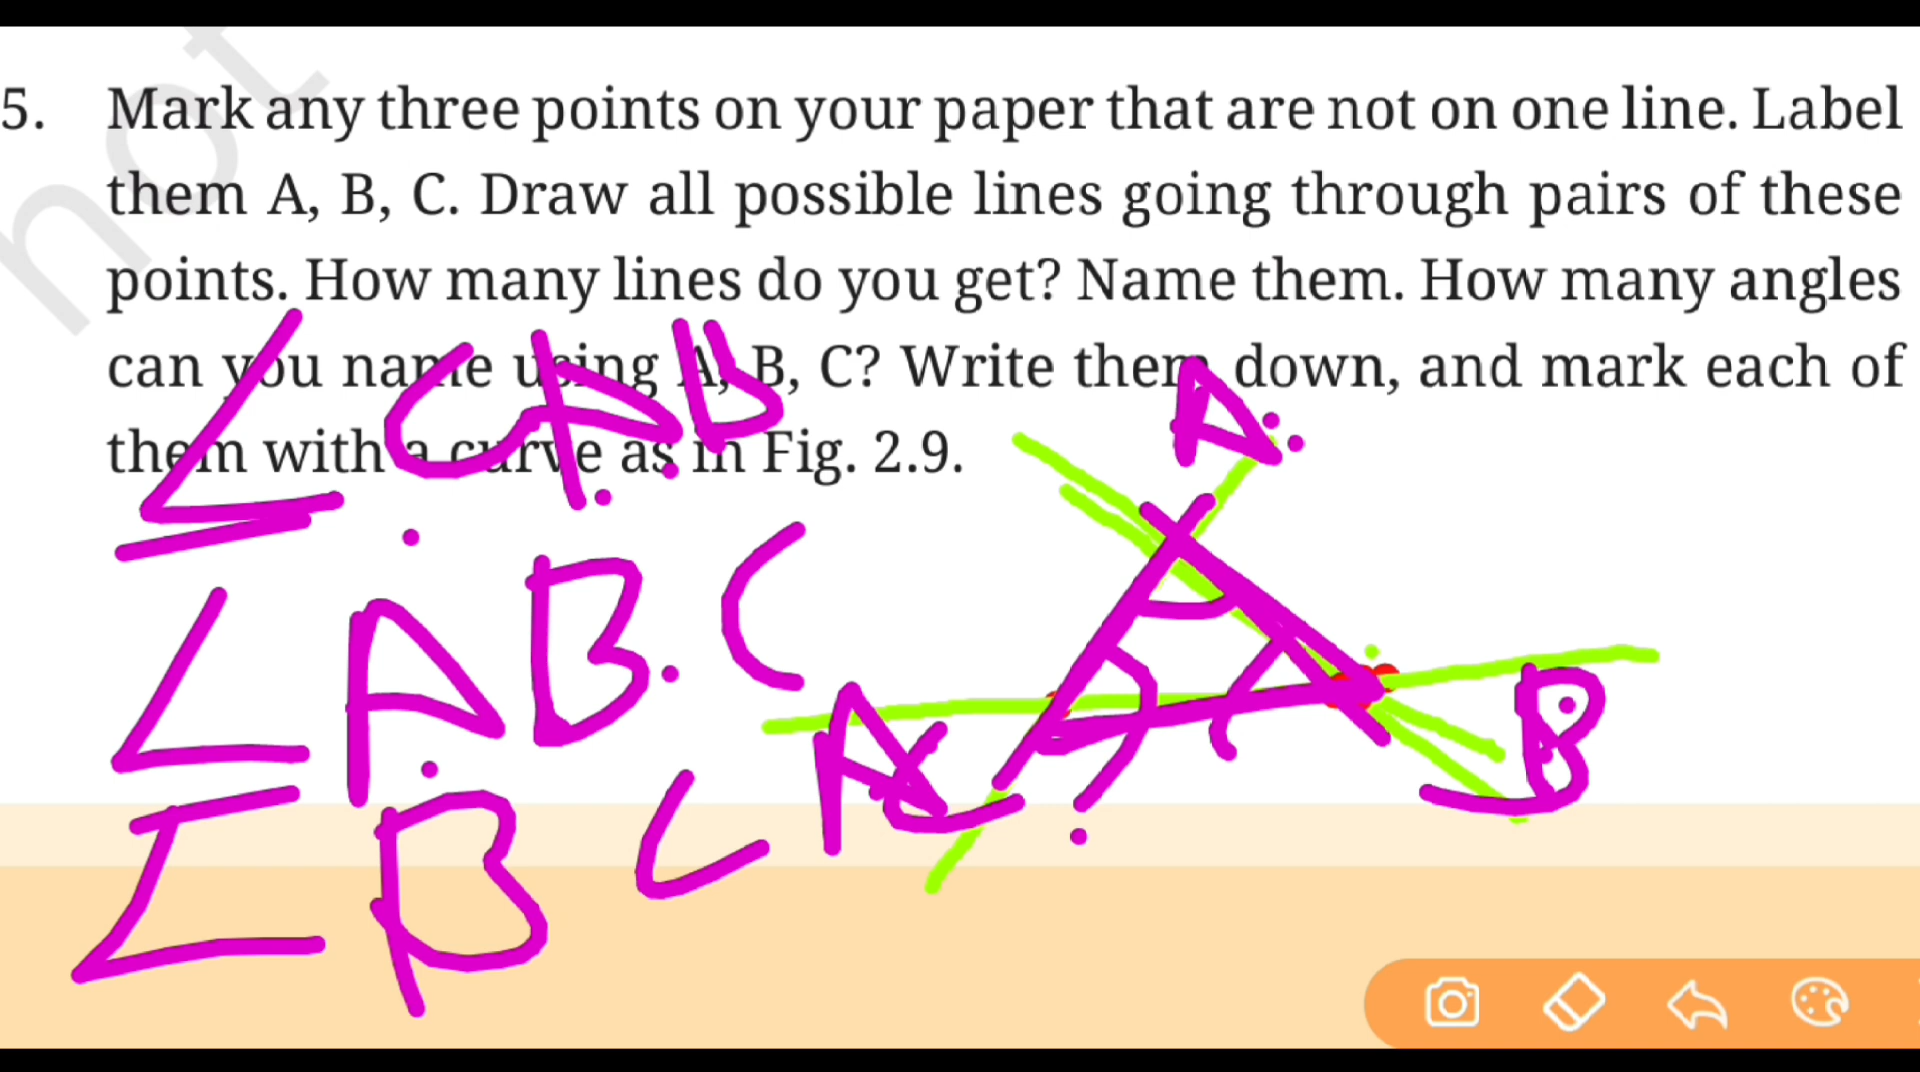 not
5. Mark any three points on your paper that are not on one line. Label
them A, B, C. Draw all possible lines going through pairs of these
points. How many lines do you get? Name them. How many angles
can you name using A, B, C? Write them down, and mark each of
them with a curve as in Fig. 2.9.
∠CAB
A
∠ABC
B
C
∠BCA